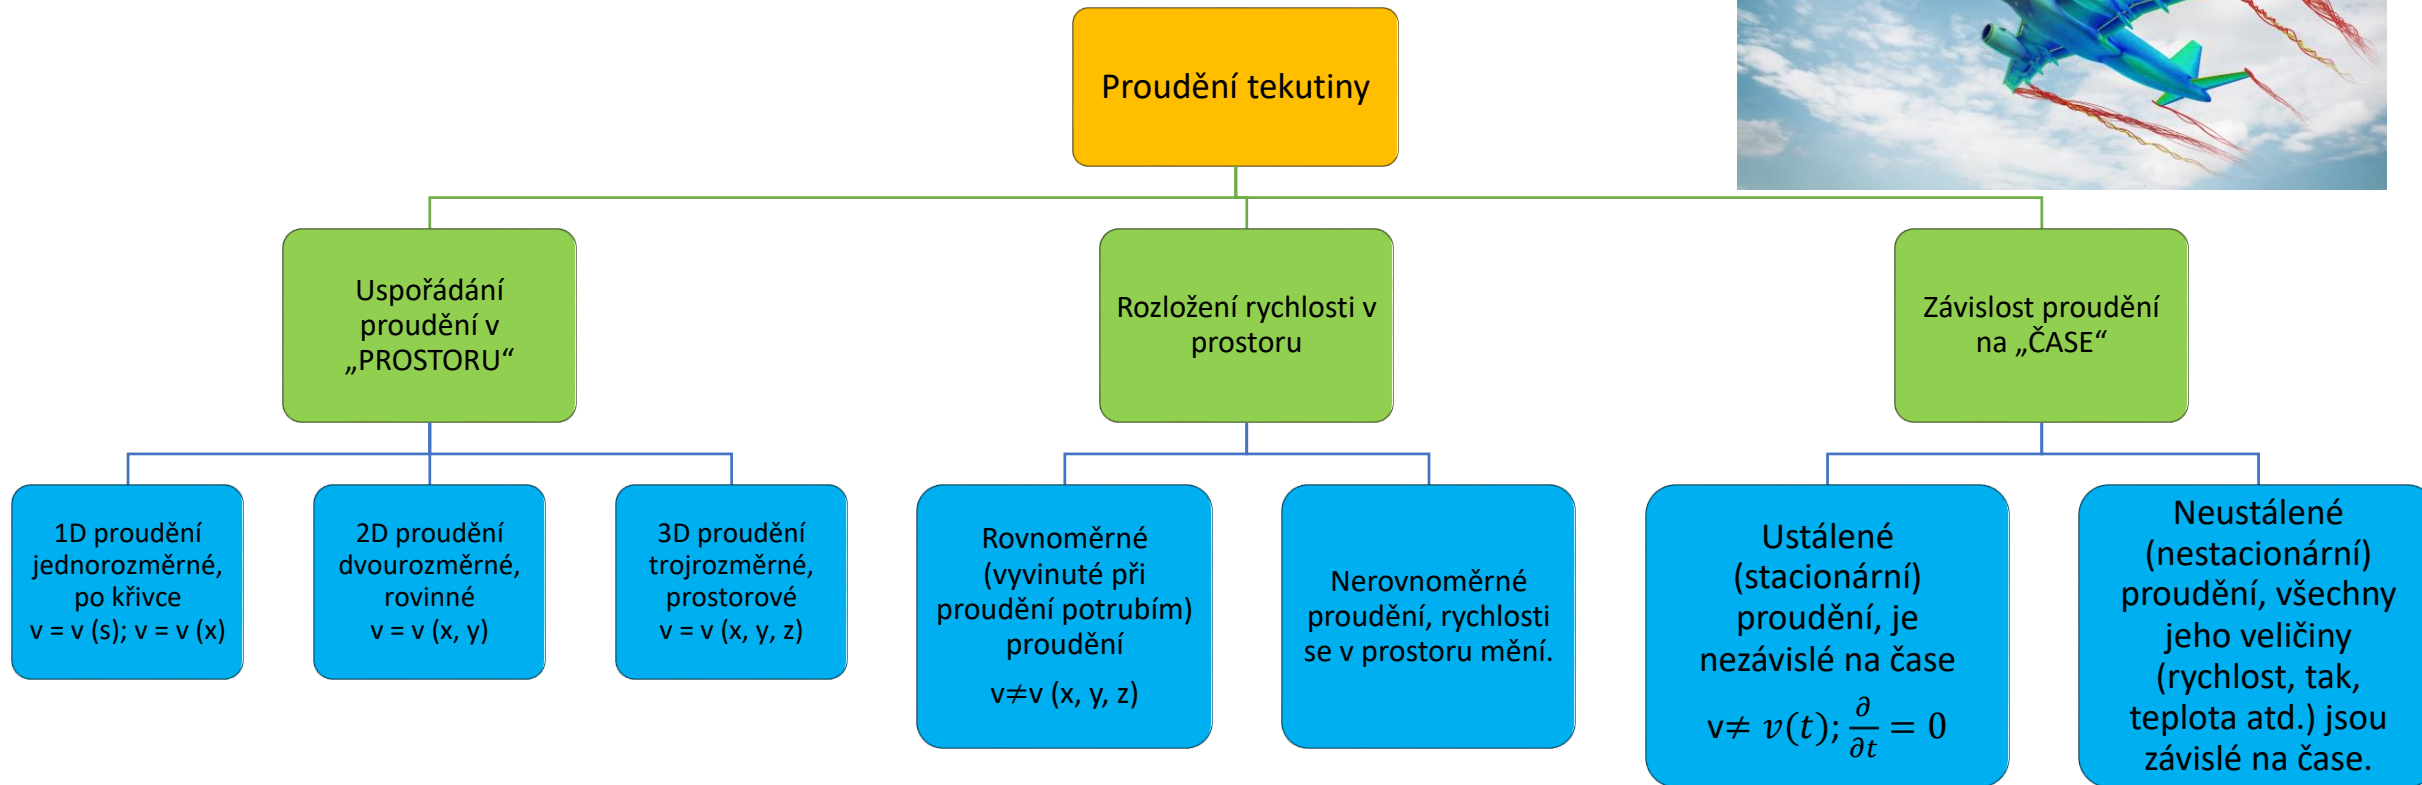 Proudění tekutiny
Uspořádání
proudění v
„PROSTORU“
Rozložení rychlosti v
prostoru
Závislost proudění
na „ČASE“
1D proudění
jednorozměrné,
po křivce
v = v (s); v = v (x)
2D proudění
dvourozměrné,
rovinné
v = v (x, y)
3D proudění
trojrozměrné,
prostorové
v = v (x, y, z)
Rovnoměrné
(vyvinuté při
proudění potrubím)
proudění
v≠v (x, y, z)
Nerovnoměrné
proudění, rychlosti
se v prostoru mění.
Ustálené
(stacionární)
proudění, je
nezávislé na čase
v≠ v(t); ∂/∂t = 0
Neustálené
(nestacionární)
proudění, všechny
jeho veličiny
(rychlost, tak,
teplota atd.) jsou
závislé na čase.